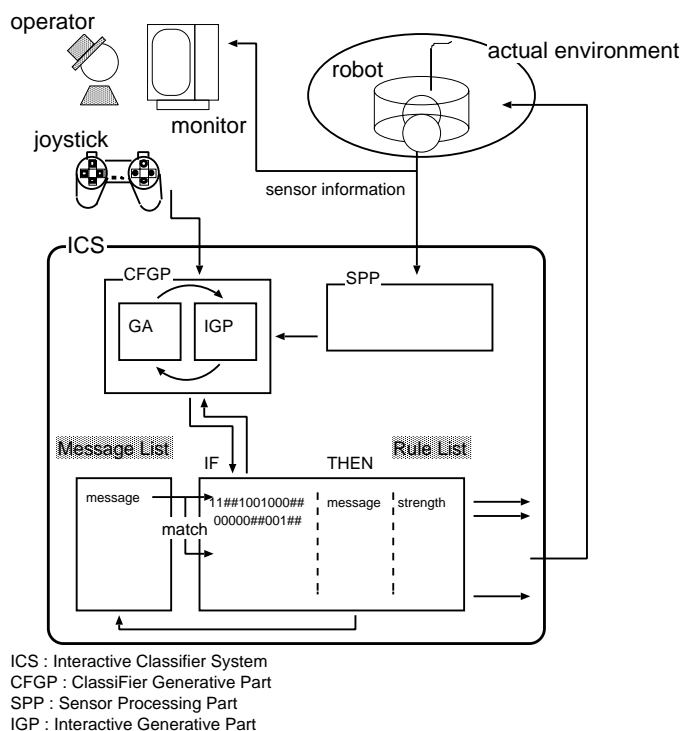 operator
monitor
joystick
robot
actual environment
sensor information
ICS
CFGP
GA
IGP
SPP
Message List
IF
THEN
Rule List
message
match
11##1001000##
00000##001##
message
strength
ICS : Interactive Classifier System
CFGP : ClassiFier Generative Part
SPP : Sensor Processing Part
IGP : Interactive Generative Part